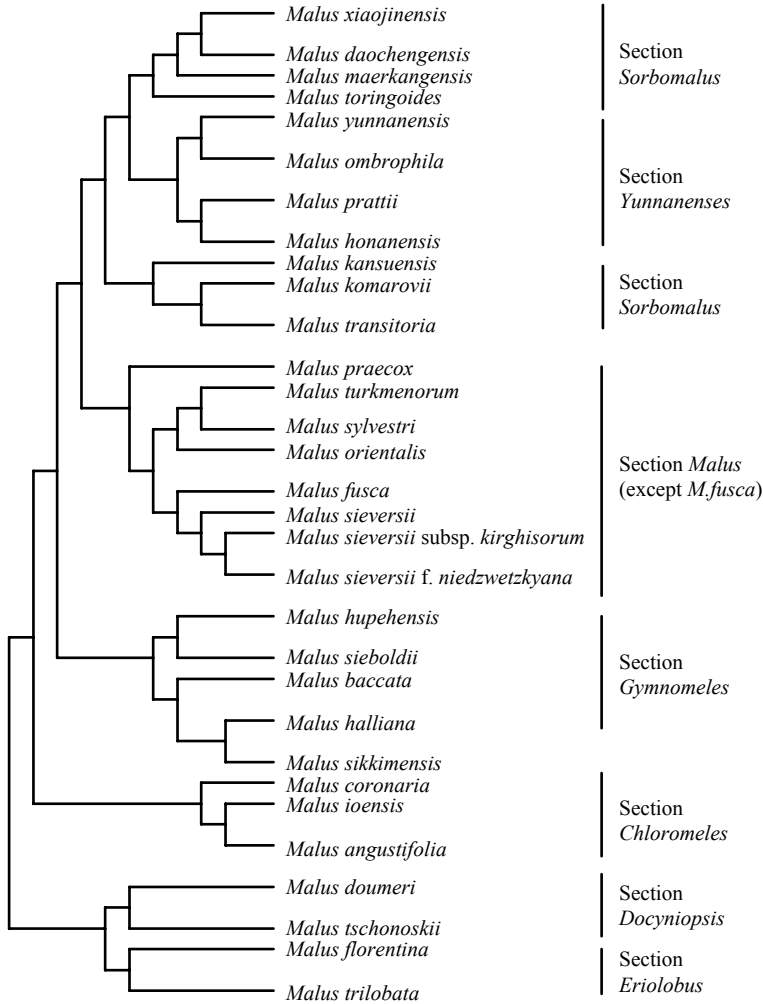 Malus xiaojinensis
Malus daochengensis
Malus maerkangensis
Malus toringoides
Section
Sorbomalus
Malus yunnanensis
Malus ombrophila
Malus prattii
Malus honanensis
Section
Yunnanenses
Malus kansuensis
Malus komarovii
Malus transitoria
Section
Sorbomalus
Malus praecox
Malus turkmenorum
Malus sylvestri
Malus orientalis
Malus fusca
Malus sieversii
Malus sieversii subsp. kirghisorum
Malus sieversii f. niedzwetzkyana
Section Malus
(except M.fusca)
Malus hupehensis
Malus sieboldii
Malus baccata
Malus halliana
Malus sikkimensis
Section
Gymnomeles
Malus coronaria
Malus ioensis
Malus angustifolia
Section
Chloromeles
Malus doumeri
Malus tschonoskii
Section
Docyniopsis
Malus florentina
Malus trilobata
Section
Eriolobus